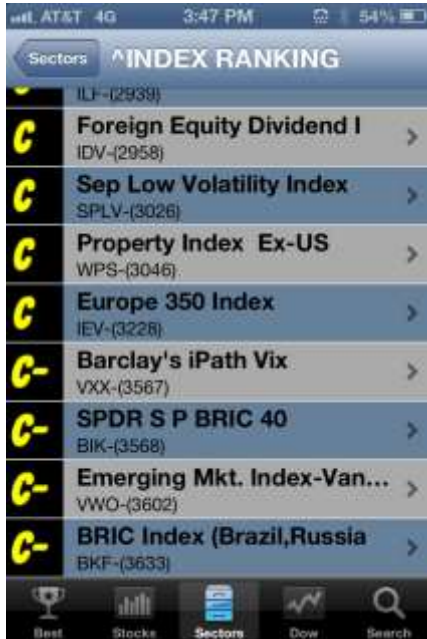 AT&T 4G 3:47 PM 54%
Sectors ^INDEX RANKING
ILF-(2939)
C Foreign Equity Dividend I
IDV-(2958)
C Sep Low Volatility Index
SPLV-(3026)
C Property Index Ex-US
WPS-(3046)
C Europe 350 Index
IEV-(3228)
C- Barclay's iPath Vix
VXX-(3567)
C- SPDR S P BRIC 40
BIK-(3568)
C- Emerging Mkt. Index-Van...
VWO-(3602)
C- BRIC Index (Brazil,Russia
BKF-(3633)
Best Stocks Sectors Dow Search